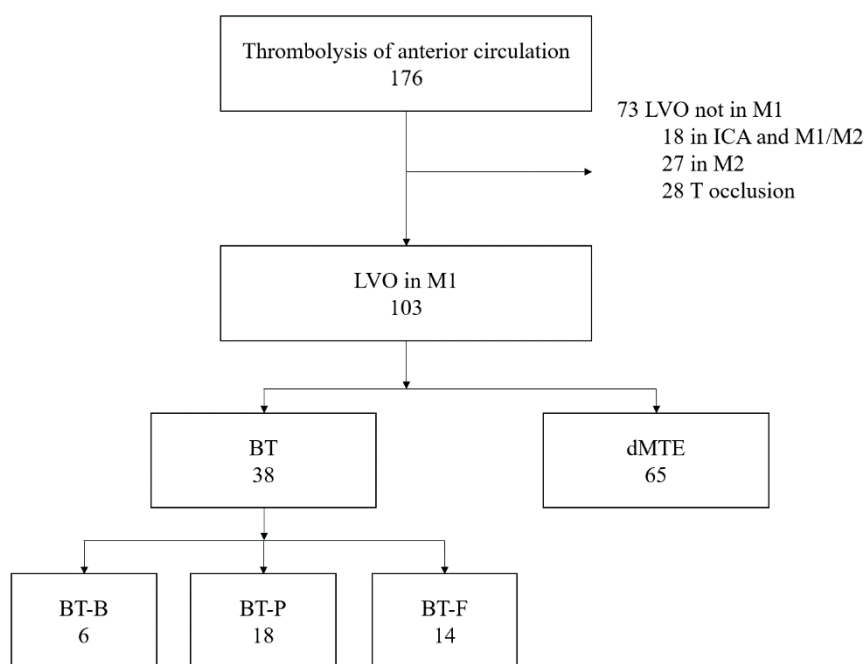 Thrombolysis of anterior circulation
176
73 LVO not in M1
18 in ICA and M1/M2
27 in M2
28 T occlusion
LVO in M1
103
BT
38
dMTE
65
BT-B
6
BT-P
18
BT-F
14